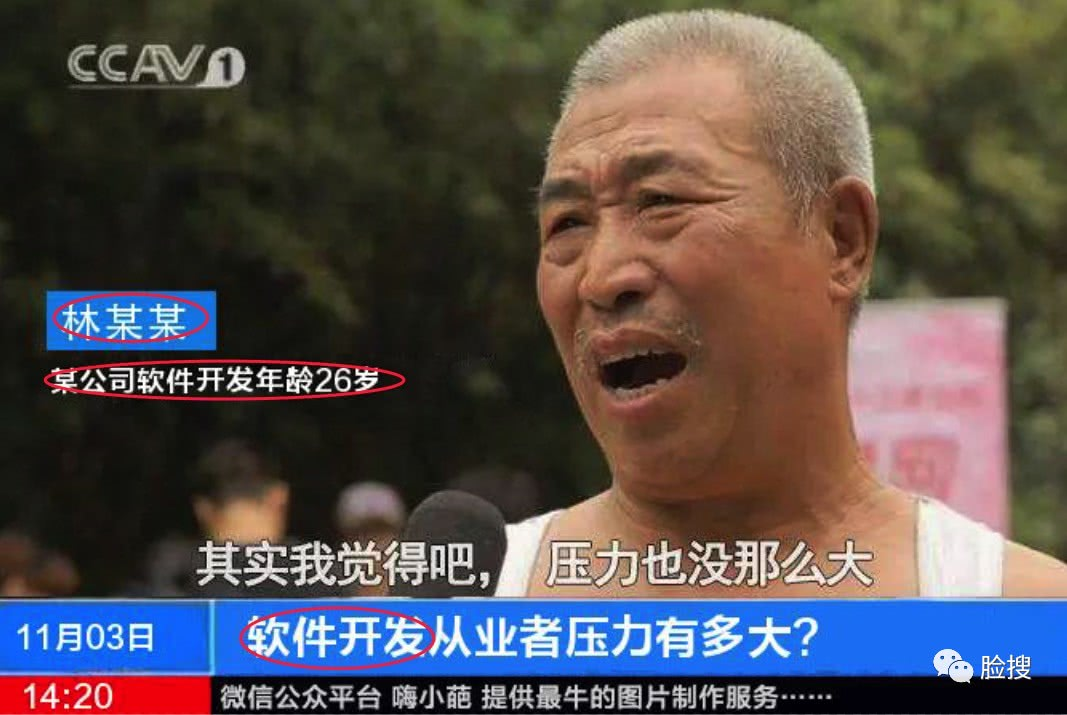 CCAV1
林某某
某公司软件开发年龄26岁
其实我觉得吧， 压力也没那么大
11月03日
软件开发从业者压力有多大？
脸搜
14:20
微信公众平台 嗨小葩 提供最牛的图片制作服务……